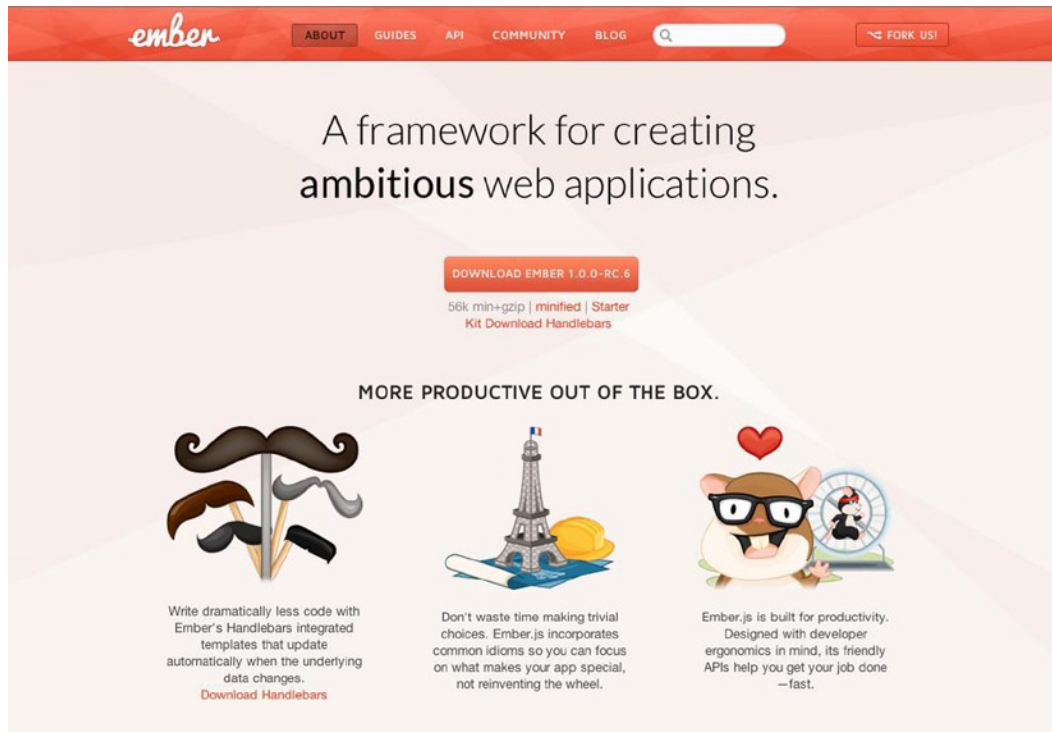 ember
ABOUT GUIDES API COMMUNITY BLOG FORK US!
A framework for creating
ambitious web applications.
DOWNLOAD EMBER 1.0.0-RC.6
56k min+gzip | minified | Starter
Kit Download Handlebars
MORE PRODUCTIVE OUT OF THE BOX.
Write dramatically less code with
Ember's Handlebars integrated
templates that update
automatically when the underlying
data changes.
Download Handlebars
Don't waste time making trivial
choices. Ember.js incorporates
common idioms so you can focus
on what makes your app special,
not reinventing the wheel.
Ember.js is built for productivity.
Designed with developer
ergonomics in mind, its friendly
APIs help you get your job done
—fast.